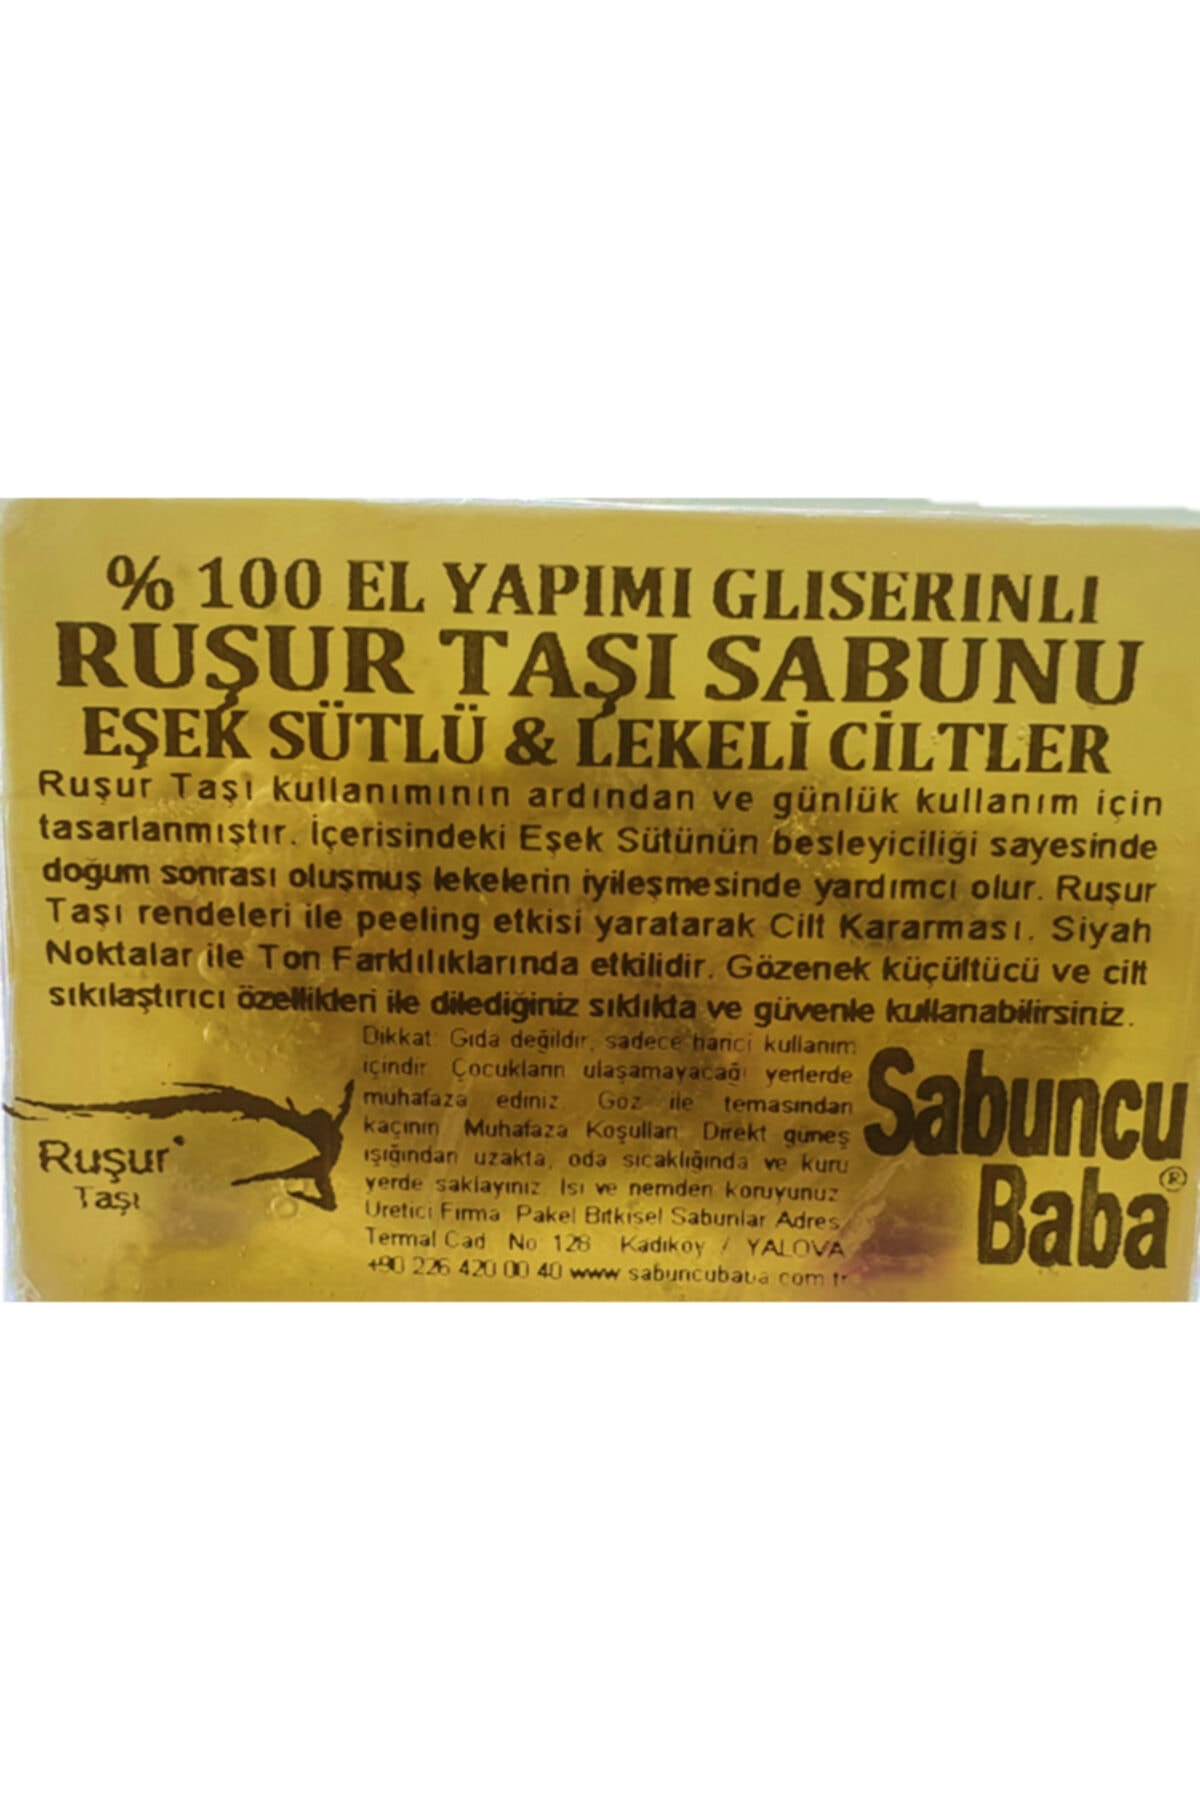 % 100 EL YAPIMI GLISERINLI
RUŞUR TAŞI SABUNU
EŞEK SÜTLÜ & LEKELİ CİLTLER
Ruşur Taşı kullanımının ardından ve günlük kullanım için
tasarlanmıştır. İçerisindeki Eşek Sütünün besleyiciliği sayesinde
doğum sonrası oluşmuş lekelerin iyileşmesinde yardımcı olur. Ruşur
Taşı rendeleri ile peeling etkisi yaratarak Cilt Kararması. Siyah
Noktalar ile Ton Farklılıklarında etkilidir. Gözenek küçültücü ve cilt
sıkılaştırıcı özellikleri ile dilediğiniz sıklıkta ve güvenle kullanabilirsiniz.
Dikkat: Gıda değildir, sadece harici kullanım
içindir. Çocukların ulaşamayacağı yerlerde
muhafaza ediniz. Göz ile temasından
kaçının. Muhafaza Koşulları: Direkt güneş
ışığından uzakta, oda sıcaklığında ve kuru
yerde saklayınız. Isı ve nemden koruyunuz.
Üretici Firma: Pakel Bitkisel Sabunlar Adres
Termal Cad. No: 128 Kadıköy / YALOVA
+90 226 420 00 40 www.sabuncubaba.com.tr
Ruşur
Taşı
Sabuncu
Baba®